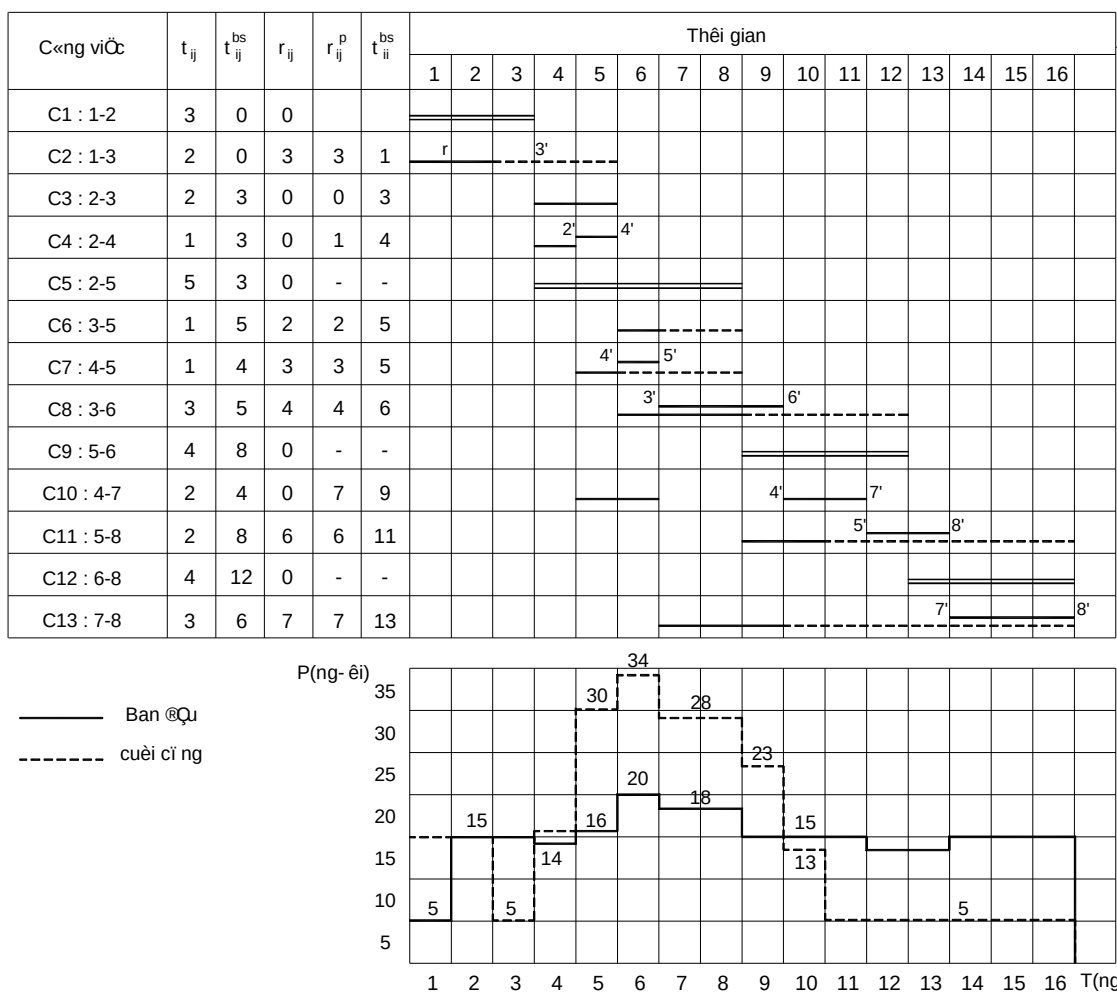 C«ng viÖc t ij t bs ij r ij r p ij t bs ii Thêi gian
1 2 3 4 5 6 7 8 9 10 11 12 13 14 15 16
C1 : 1-2 3 0 0
C2 : 1-3 2 0 3 3 1 r 3'
C3 : 2-3 2 3 0 0 3
C4 : 2-4 1 3 0 1 4 2' 4'
C5 : 2-5 5 3 0 - -
C6 : 3-5 1 5 2 2 5
C7 : 4-5 1 4 3 3 5 4' 5'
C8 : 3-6 3 5 4 4 6 3' 6'
C9 : 5-6 4 8 0 - -
C10 : 4-7 2 4 0 7 9 4' 7'
C11 : 5-8 2 8 6 6 11 5' 8'
C12 : 6-8 4 12 0 - -
C13 : 7-8 3 6 7 7 13 7' 8'
P(ng- êi)
34
35
30 28
Ban ®Çu
30
cuèi cï ng
23
25
20 18
20
15 16 15
15
14 13
10
5 5 5
5
1 2 3 4 5 6 7 8 9 10 11 12 13 14 15 16 T(ng